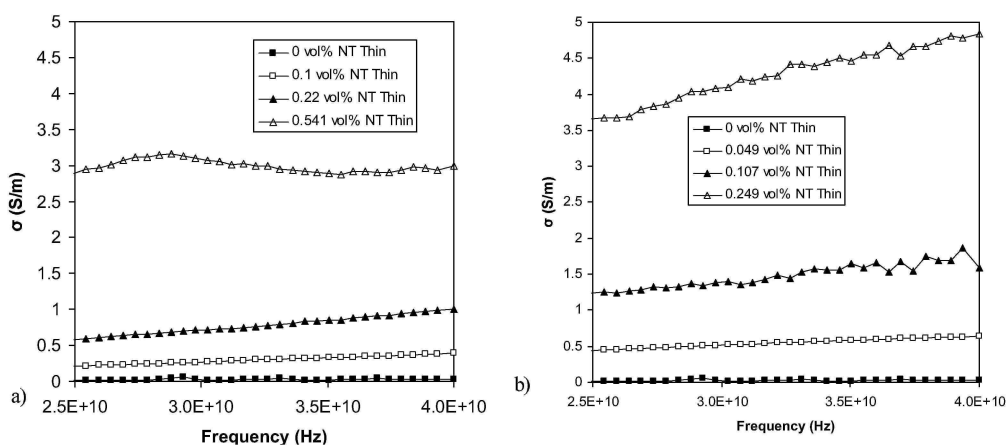 5
4.5
4
3.5
3
2.5
2
1.5
1
0.5
0
σ (S/m)
0 vol% NT Thin
0.1 vol% NT Thin
0.22 vol% NT Thin
0.541 vol% NT Thin
2.5E+10
3.0E+10
3.5E+10
4.0E+10
Frequency (Hz)
a)
5
4.5
4
3.5
3
2.5
2
1.5
1
0.5
0
σ (S/m)
0 vol% NT Thin
0.049 vol% NT Thin
0.107 vol% NT Thin
0.249 vol% NT Thin
2.5E+10
3.0E+10
3.5E+10
4.0E+10
Frequency (Hz)
b)